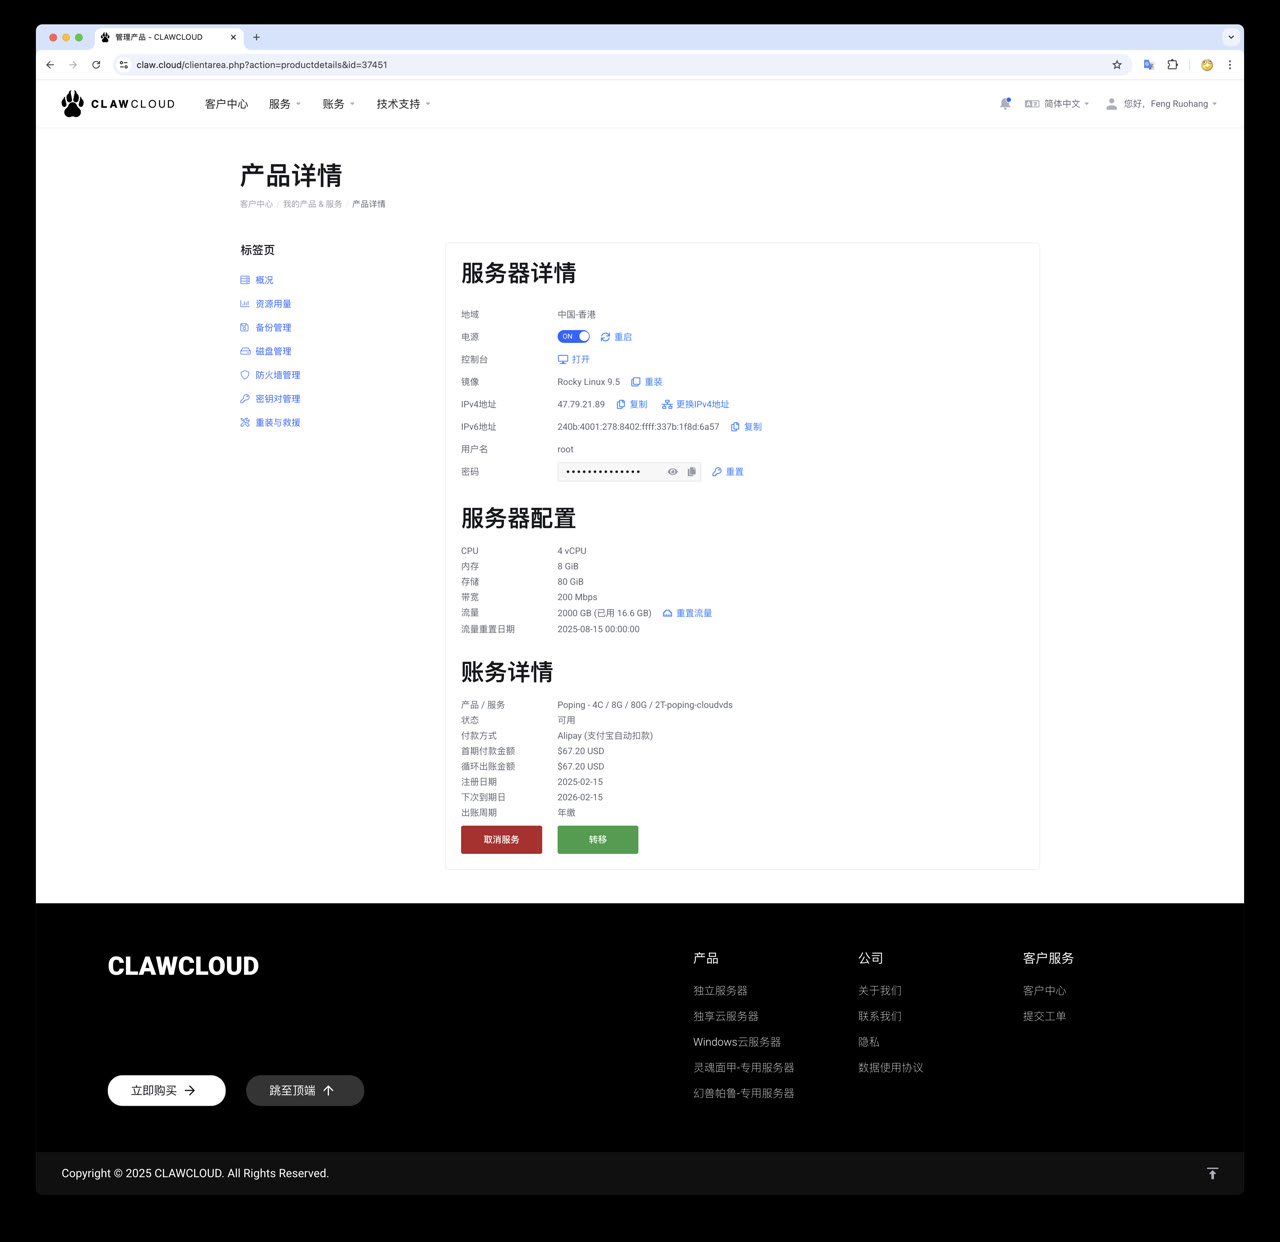 管理产品 - CLAWCLOUD
claw.cloud/clientarea.php?action=productdetails&id=37451
CLAWCLOUD 客户中心 服务 账务 技术支持 简体中文 您好, Feng Ruohang
产品详情
客户中心 / 我的产品 & 服务 / 产品详情
标签页
概况
资源用量
备份管理
磁盘管理
防火墙管理
密钥对管理
重装与救援
服务器详情
地域 中国-香港
电源 ON 重启
控制台 打开
镜像 Rocky Linux 9.5 重装
IPv4地址 47.79.21.89 复制 更换IPv4地址
IPv6地址 240b:4001:278:8402:ffff:337b:1f8d:6a57 复制
用户名 root
密码 •••••••••••••• 重置
服务器配置
CPU 4 vCPU
内存 8 GiB
存储 80 GiB
带宽 200 Mbps
流量 2000 GB (已用 16.6 GB) 重置流量
流量重置日期 2025-08-15 00:00:00
账务详情
产品 / 服务 Poping - 4C / 8G / 80G / 2T-poping-cloudvds
状态 可用
付款方式 Alipay (支付宝自动扣款)
首期付款金额 $67.20 USD
循环出账金额 $67.20 USD
注册日期 2025-02-15
下次到期日 2026-02-15
出账周期 年缴
取消服务 转移
CLAWCLOUD
立即购买 跳至顶端
产品
独立服务器
独享云服务器
Windows云服务器
灵魂面甲-专用服务器
幻兽帕鲁-专用服务器
公司
关于我们
联系我们
隐私
数据使用协议
客户服务
客户中心
提交工单
Copyright © 2025 CLAWCLOUD. All Rights Reserved.